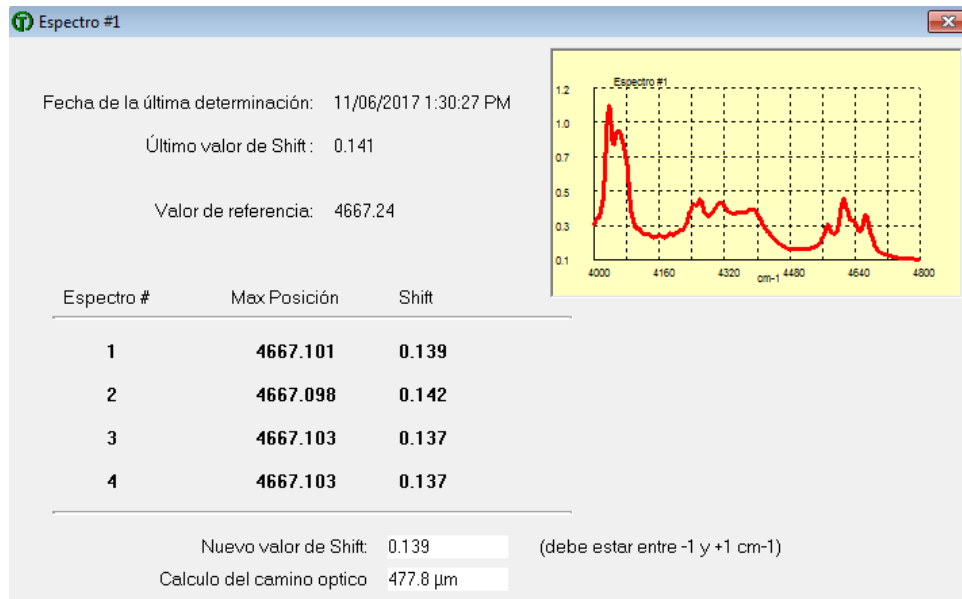 Espectro #1
Fecha de la última determinación: 11/06/2017 1:30:27 PM
Último valor de Shift: 0.141
Valor de referencia: 4667.24
Espectro #1
1.2
1.0
0.7
0.5
0.3
0.1
4000 4160 4320 cm-1 4480 4640 4800
Espectro # Max Posición Shift
1 4667.101 0.139
2 4667.098 0.142
3 4667.103 0.137
4 4667.103 0.137
Nuevo valor de Shift: 0.139 (debe estar entre -1 y +1 cm-1)
Calculo del camino optico 477.8 µm